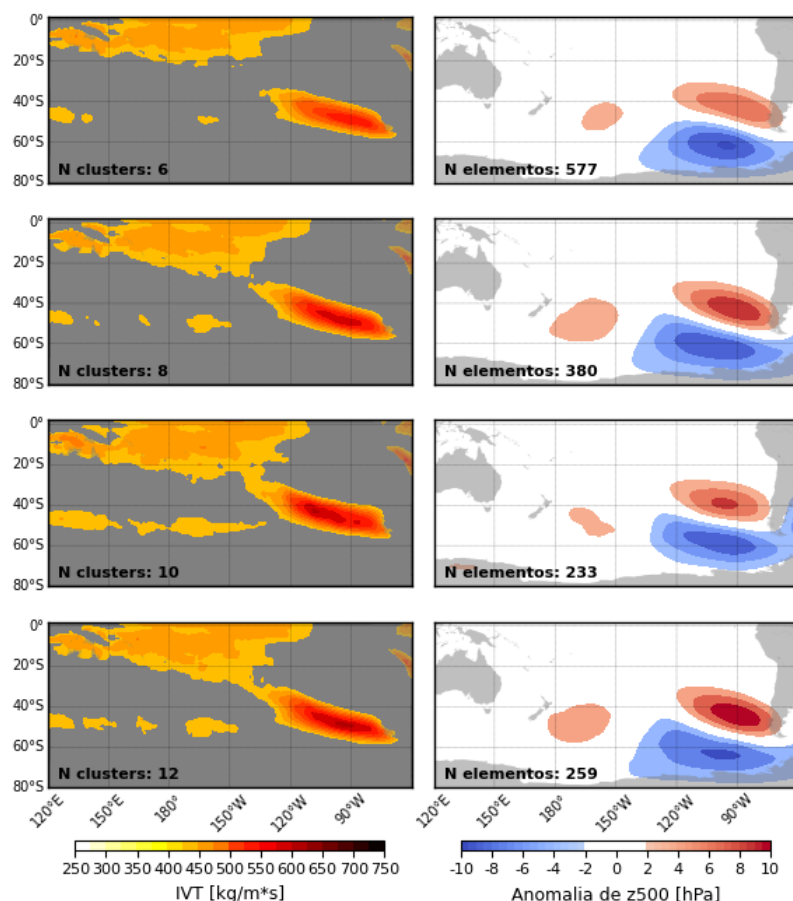 0°
20°S
40°S
60°S
80°S
N clusters: 6
N elementos: 577
0°
20°S
40°S
60°S
80°S
N clusters: 8
N elementos: 380
0°
20°S
40°S
60°S
80°S
N clusters: 10
N elementos: 233
0°
20°S
40°S
60°S
80°S
N clusters: 12
N elementos: 259
120°E 150°E 180° 150°W 120°W 90°W
120°E 150°E 180° 150°W 120°W 90°W
250 300 350 400 450 500 550 600 650 700 750
IVT [kg/m*s]
-10 -8 -6 -4 -2 0 2 4 6 8 10
Anomalia de z500 [hPa]